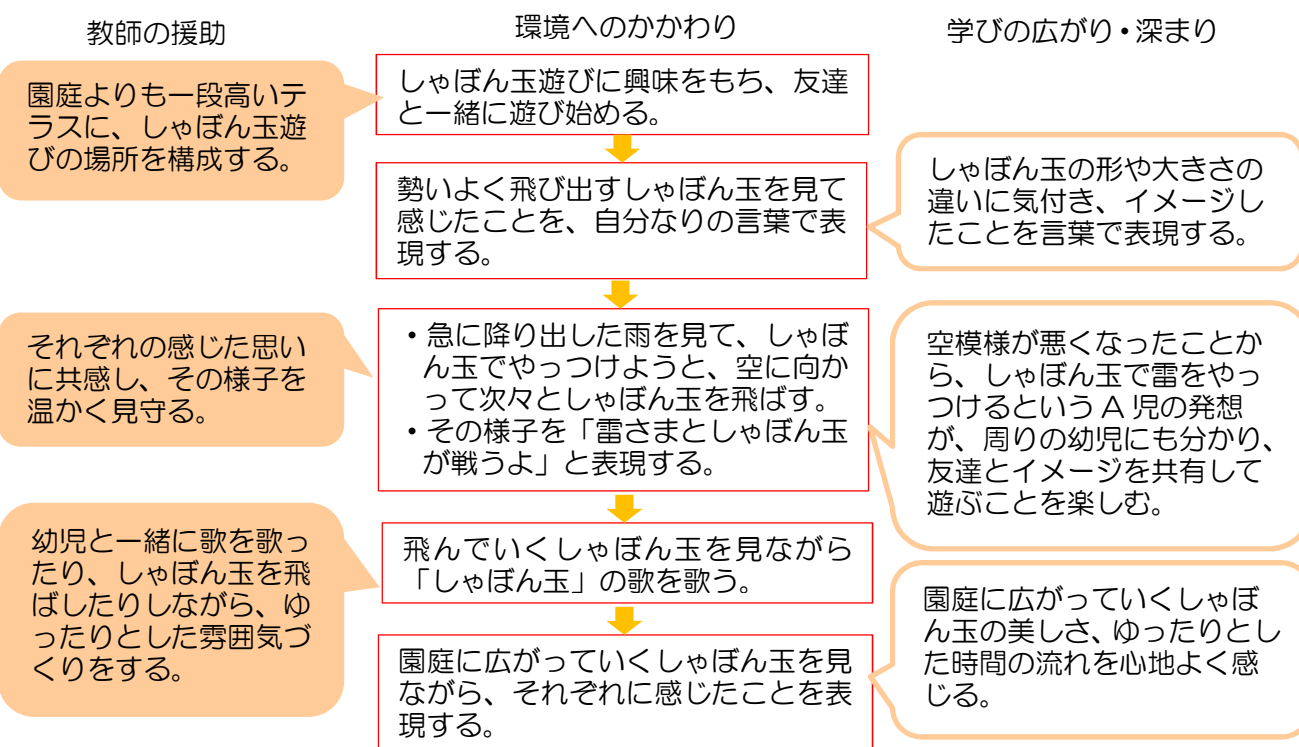 教師の援助
環境へのかかわり
学びの広がり・深まり
園庭よりも一段高いテ
ラスに、しゃぼん玉遊
びの場所を構成する。
しゃぼん玉遊びに興味をもち、友達
と一緒に遊び始める。
勢いよく飛び出すしゃぼん玉を見て
感じたことを、自分なりの言葉で表
現する。
しゃぼん玉の形や大きさの
違いに気付き、イメージし
たことを言葉で表現する。
それぞれの感じた思い
に共感し、その様子を
温かく見守る。
・急に降り出した雨を見て、しゃぼ
ん玉でやっつけようと、空に向か
って次々としゃぼん玉を飛ばす。
・その様子を「雷さまとしゃぼん玉
が戦うよ」と表現する。
空模様が悪くなったことか
ら、しゃぼん玉で雷をやっ
つけるというA児の発想
が、周りの幼児にも分かり、
友達とイメージを共有して
遊ぶことを楽しむ。
幼児と一緒に歌を歌っ
たり、しゃぼん玉を飛
ばしたりしながら、ゆ
ったりとした雰囲気づ
くりをする。
飛んでいくしゃぼん玉を見ながら
「しゃぼん玉」の歌を歌う。
園庭に広がっていくしゃぼん玉を見
ながら、それぞれに感じたことを表
現する。
園庭に広がっていくしゃぼ
ん玉の美しさ、ゆったりとし
た時間の流れを心地よく感
じる。